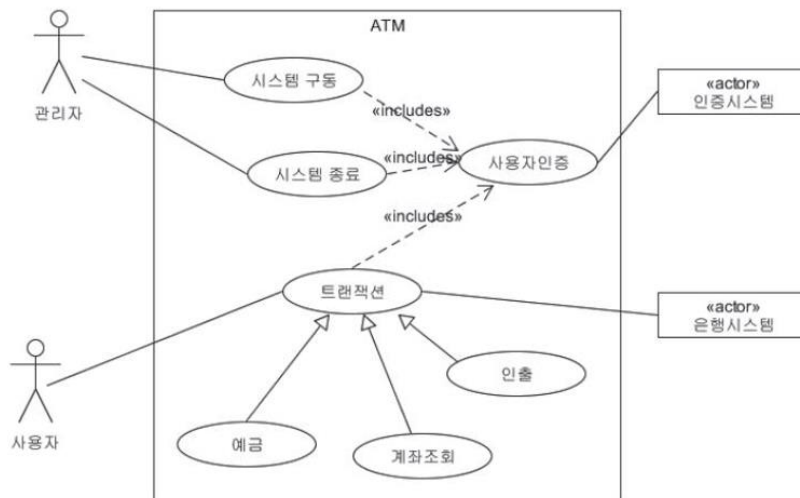 ATM
시스템 구동
«actor»
인증시스템
관리자
«includes»
«includes»
사용자인증
시스템 종료
«includes»
트랜잭션
«actor»
은행시스템
인출
사용자
예금
계좌조회